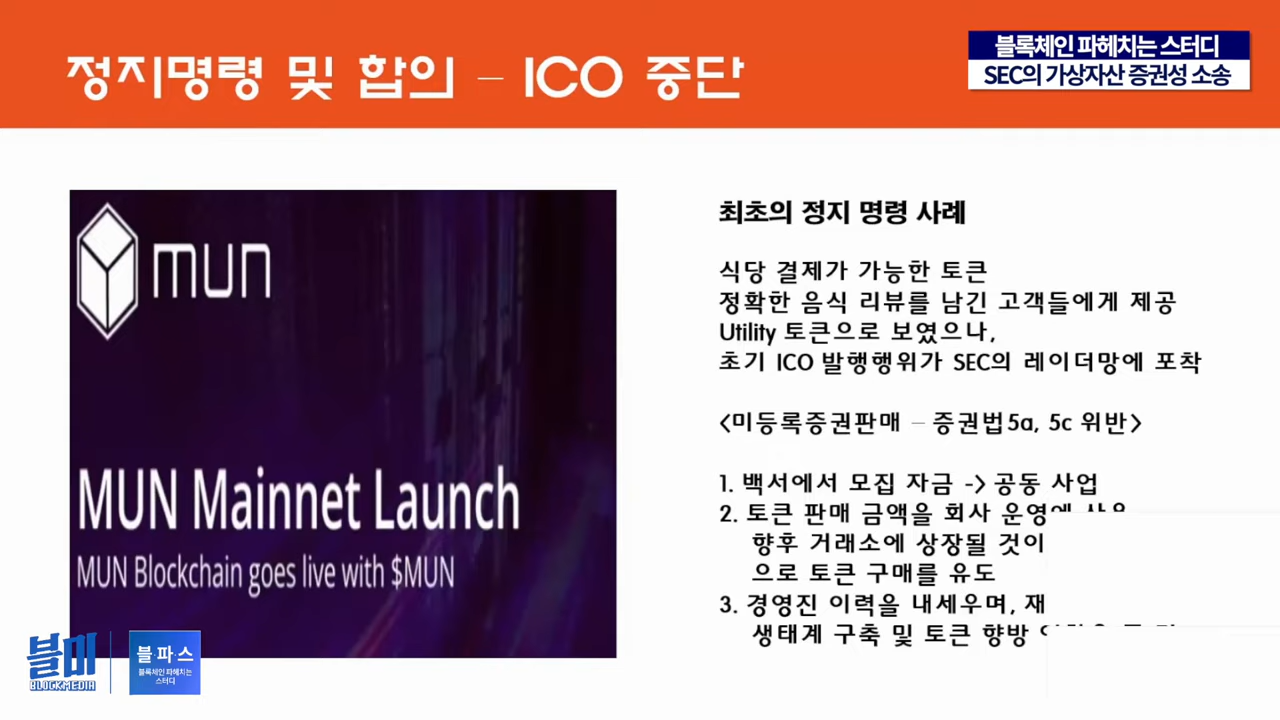 정지명령 및 합의 – ICO 중단
블록체인 파헤치는 스터디
SEC의 가상자산 증권성 소송
mun
MUN Mainnet Launch
MUN Blockchain goes live with $MUN
최초의 정지 명령 사례
식당 결제가 가능한 토큰
정확한 음식 리뷰를 남긴 고객들에게 제공
Utility 토큰으로 보였으나,
초기 ICO 발행행위가 SEC의 레이더망에 포착
<미등록증권판매 – 증권법5a, 5c 위반>
1. 백서에서 모집 자금 -> 공동 사업
2. 토큰 판매 금액을 회사 운영에
향후 거래소에 상장될 것이
으로 토큰 구매를 유도
3. 경영진 이력을 내세우며, 재
생태계 구축 및 토큰 향방
블미
BLOCKMEDIA
블·파·스
블록체인 파헤치는
스터디